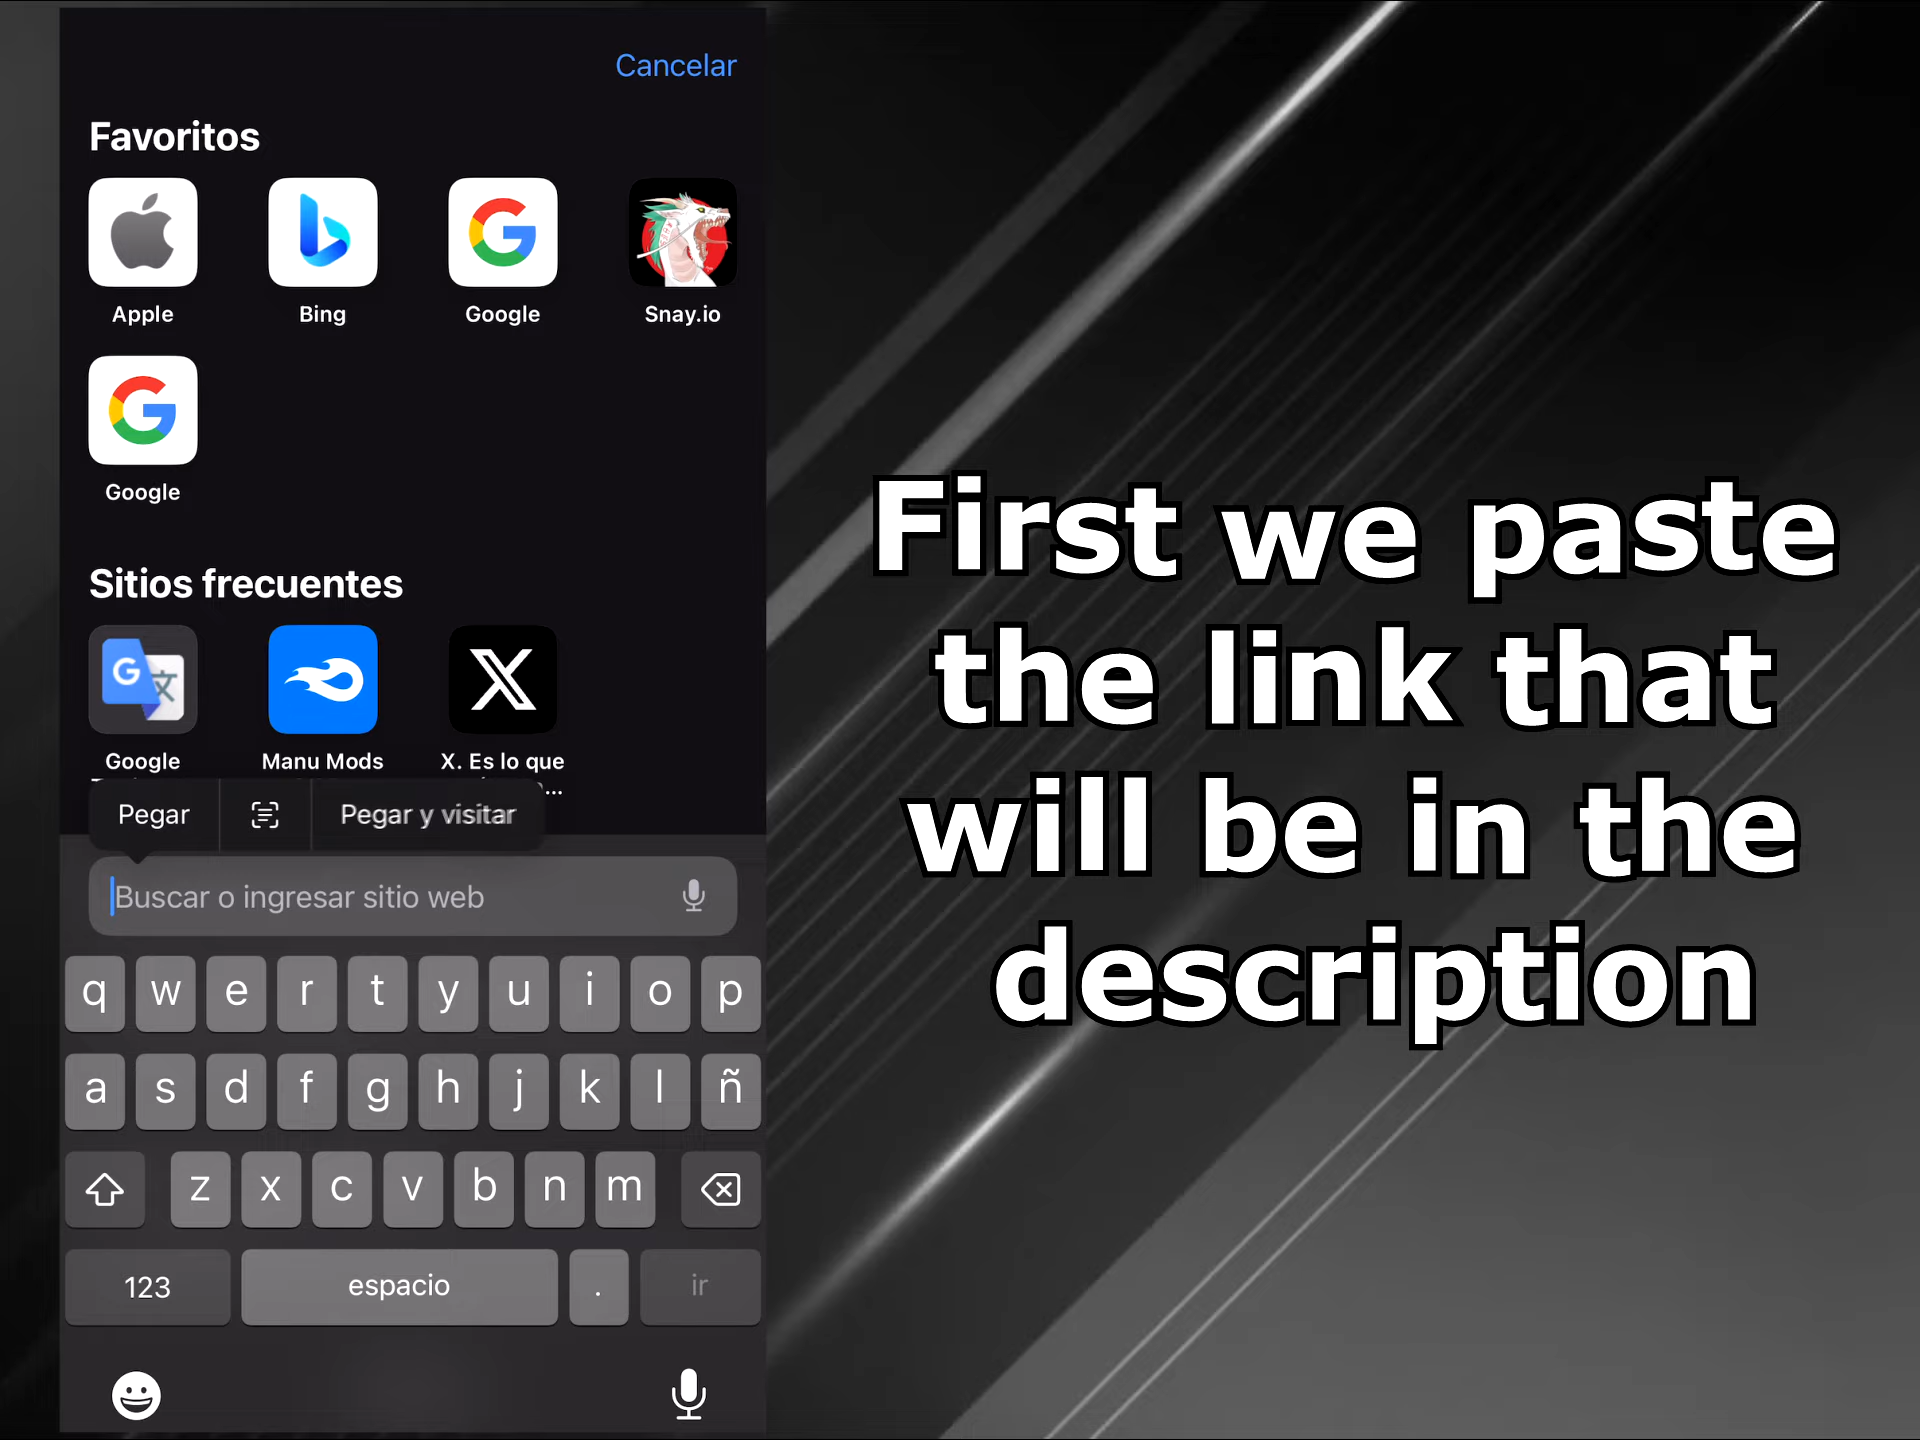 Cancelar
Favoritos
Apple Bing Google Snay.io
Google
Sitios frecuentes
Google Manu Mods X. Es lo que
...
Pegar Pegar y visitar
Buscar o ingresar sitio web
q w e r t y u i o p
a s d f g h j k l ñ
z x c v b n m
123 espacio . ir
First we paste
the link that
will be in the
description